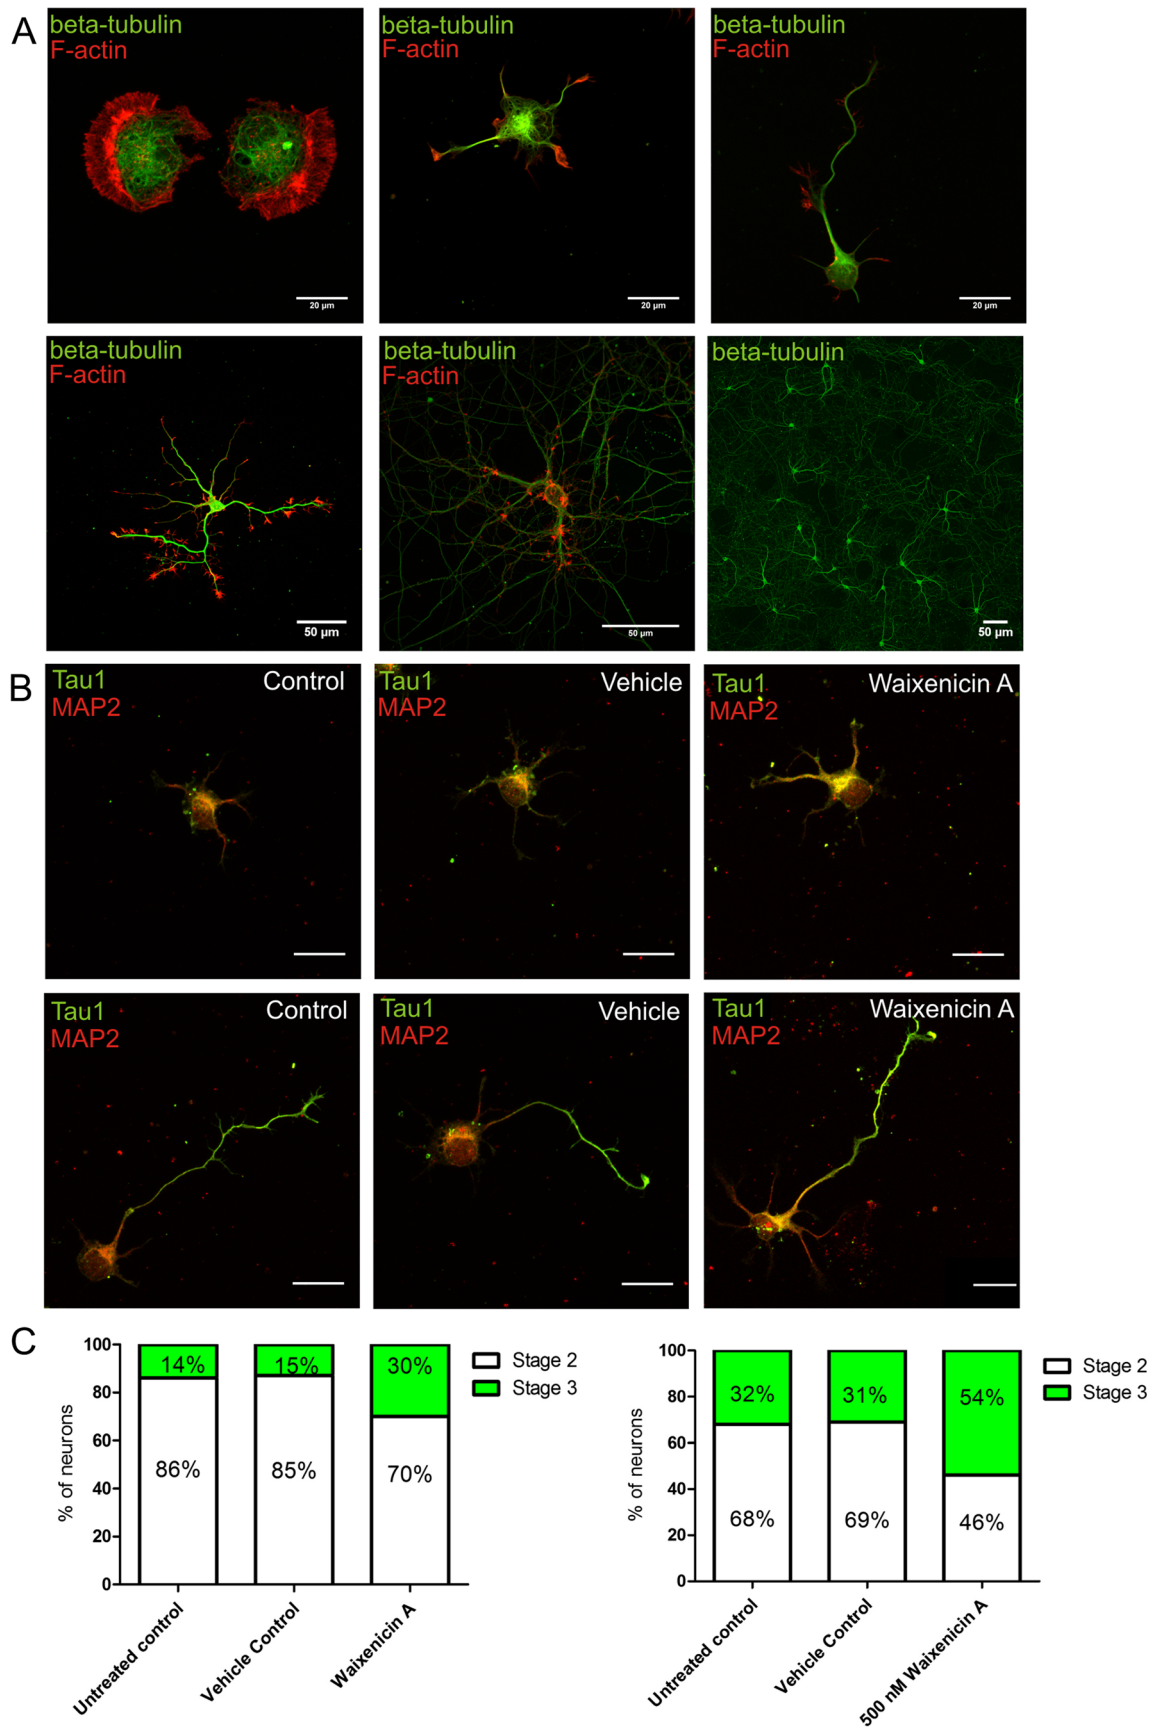 A
beta-tubulin
F-actin
20 µm
beta-tubulin
F-actin
20 µm
beta-tubulin
F-actin
20 µm
beta-tubulin
F-actin
50 µm
beta-tubulin
F-actin
50 µm
beta-tubulin
50 µm
B
Tau1 Control
MAP2
Tau1 Vehicle
MAP2
Tau1 Waixenicin A
MAP2
Tau1 Control
MAP2
Tau1 Vehicle
MAP2
Tau1 Waixenicin A
MAP2
C
% of neurons
100
80
60
40
20
0
14%
86%
15%
85%
30%
70%
Untreated control
Vehicle Control
Waixenicin A
Stage 2
Stage 3
% of neurons
100
80
60
40
20
0
32%
68%
31%
69%
54%
46%
Untreated control
Vehicle Control
500 nM Waixenicin A
Stage 2
Stage 3